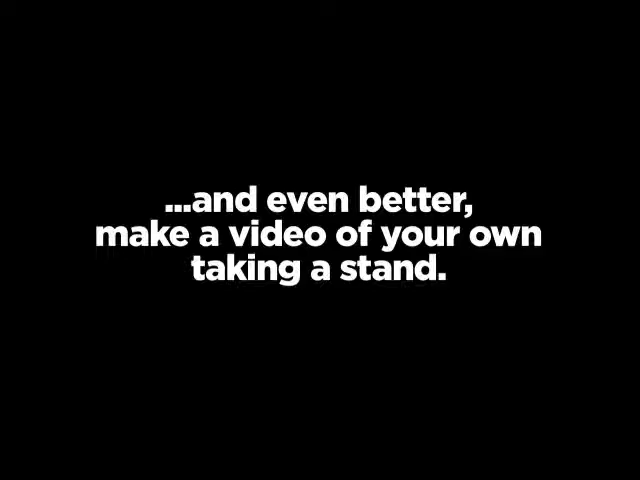 ...and even better,
make a video of your own
taking a stand.